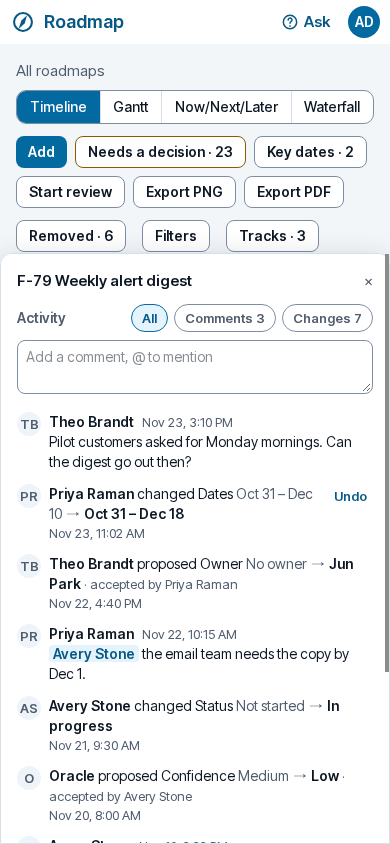 Roadmap
Ask
AD
All roadmaps
Timeline
Gantt
Now/Next/Later
Waterfall
Add
Needs a decision · 23
Key dates · 2
Start review
Export PNG
Export PDF
Removed · 6
Filters
Tracks · 3
F-79 Weekly alert digest
×
Activity
All
Comments 3
Changes 7
Add a comment, @ to mention
TB
Theo Brandt Nov 23, 3:10 PM
Pilot customers asked for Monday mornings. Can
the digest go out then?
PR
Priya Raman changed Dates Oct 31 – Dec
10 → Oct 31 – Dec 18
Undo
Nov 23, 11:02 AM
TB
Theo Brandt proposed Owner No owner → Jun
Park · accepted by Priya Raman
Nov 22, 4:40 PM
PR
Priya Raman Nov 22, 10:15 AM
Avery Stone the email team needs the copy by
Dec 1.
AS
Avery Stone changed Status Not started → In
progress
Nov 21, 9:30 AM
O
Oracle proposed Confidence Medium → Low ·
accepted by Avery Stone
Nov 20, 8:00 AM